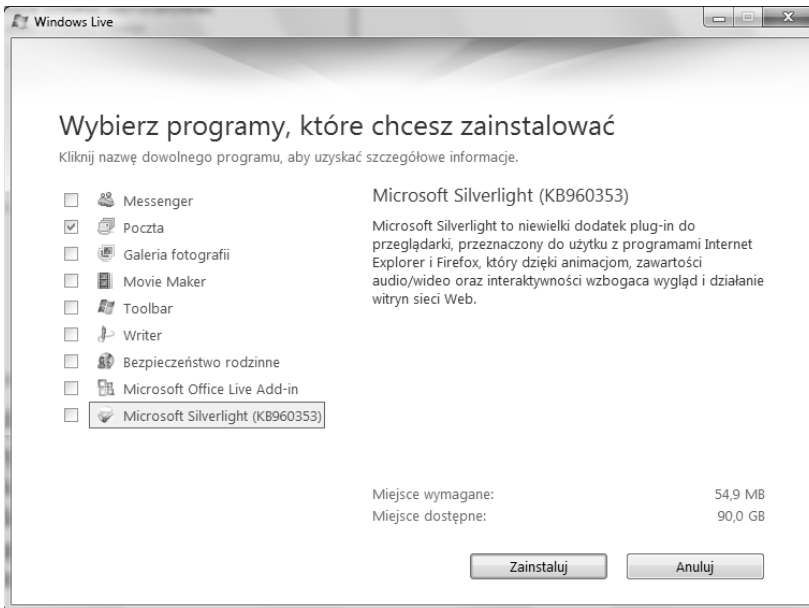 Windows Live
Wybierz programy, które chcesz zainstalować
Kliknij nazwę dowolnego programu, aby uzyskać szczegółowe informacje.
Messenger
Poczta
Galeria fotografii
Movie Maker
Toolbar
Writer
Bezpieczeństwo rodzinne
Microsoft Office Live Add-in
Microsoft Silverlight (KB960353)
Microsoft Silverlight (KB960353)
Microsoft Silverlight to niewielki dodatek plug-in do
przeglądarki, przeznaczony do użytku z programami Internet
Explorer i Firefox, który dzięki animacjom, zawartości
audio/wideo oraz interaktywności wzbogaca wygląd i działanie
witryn sieci Web.
Miejsce wymagane: 54,9 MB
Miejsce dostępne: 90,0 GB
Zainstaluj Anuluj